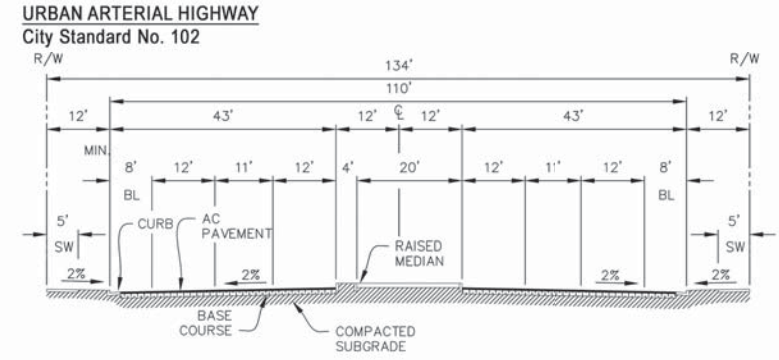 URBAN ARTERIAL HIGHWAY
City Standard No. 102
R/W R/W
134'
110'
12' 43' 12' ℄ 12' 43' 12'
MIN.
8' 12' 11' 12' 4' 20' 12' 11' 12' 8'
BL BL
5' CURB AC PAVEMENT RAISED MEDIAN 5'
SW SW
2% 2% 2% 2%
BASE COURSE COMPACTED SUBGRADE